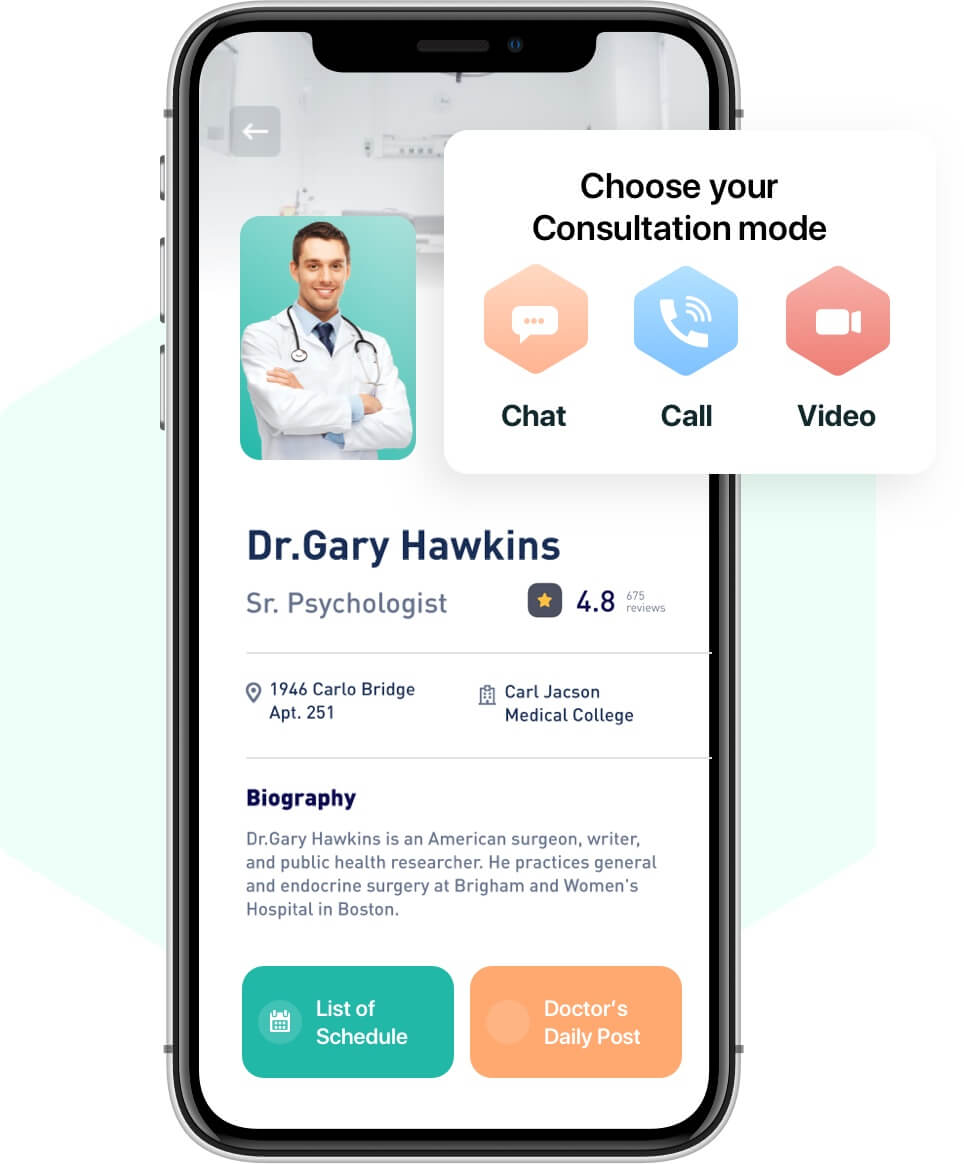 Choose your
Consultation mode
Chat
Call
Video
Dr.Gary Hawkins
Sr. Psychologist
4.8
675
reviews
1946 Carlo Bridge
Apt. 251
Carl Jacson
Medical College
Biography
Dr.Gary Hawkins is an American surgeon, writer,
and public health researcher. He practices general
and endocrine surgery at Brigham and Women's
Hospital in Boston.
List of
Schedule
Doctor’s
Daily Post